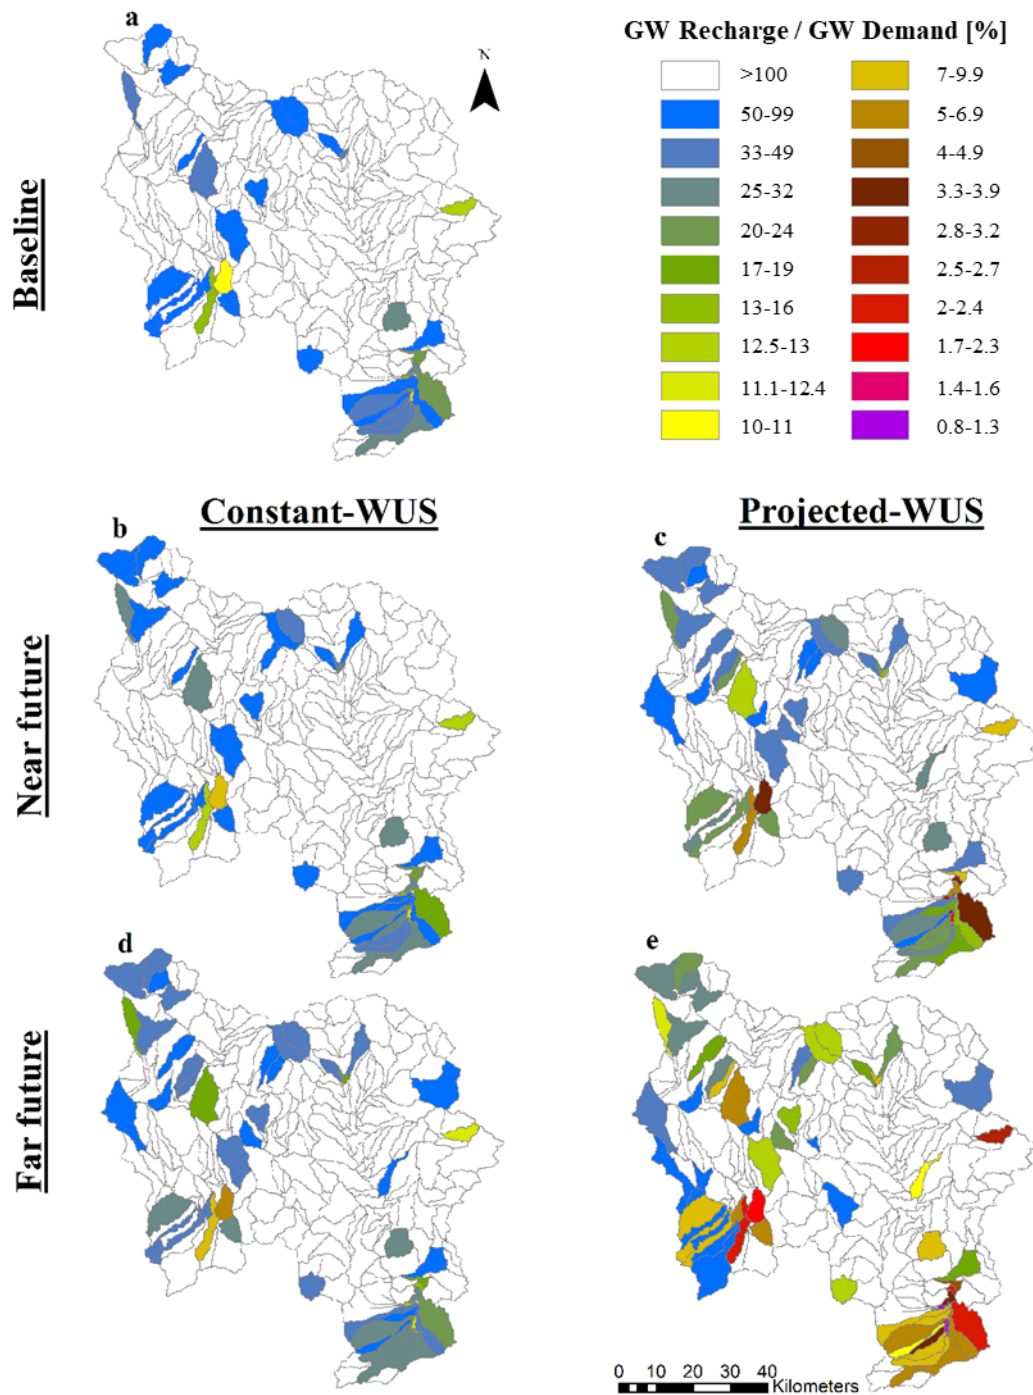 a
N
GW Recharge / GW Demand [%]
>100
7-9.9
50-99
5-6.9
33-49
4-4.9
25-32
3.3-3.9
20-24
2.8-3.2
17-19
2.5-2.7
13-16
2-2.4
12.5-13
1.7-2.3
11.1-12.4
1.4-1.6
10-11
0.8-1.3
Baseline
Constant-WUS
Projected-WUS
b
c
Near future
d
e
Far future
0 10 20 30 40
Kilometers